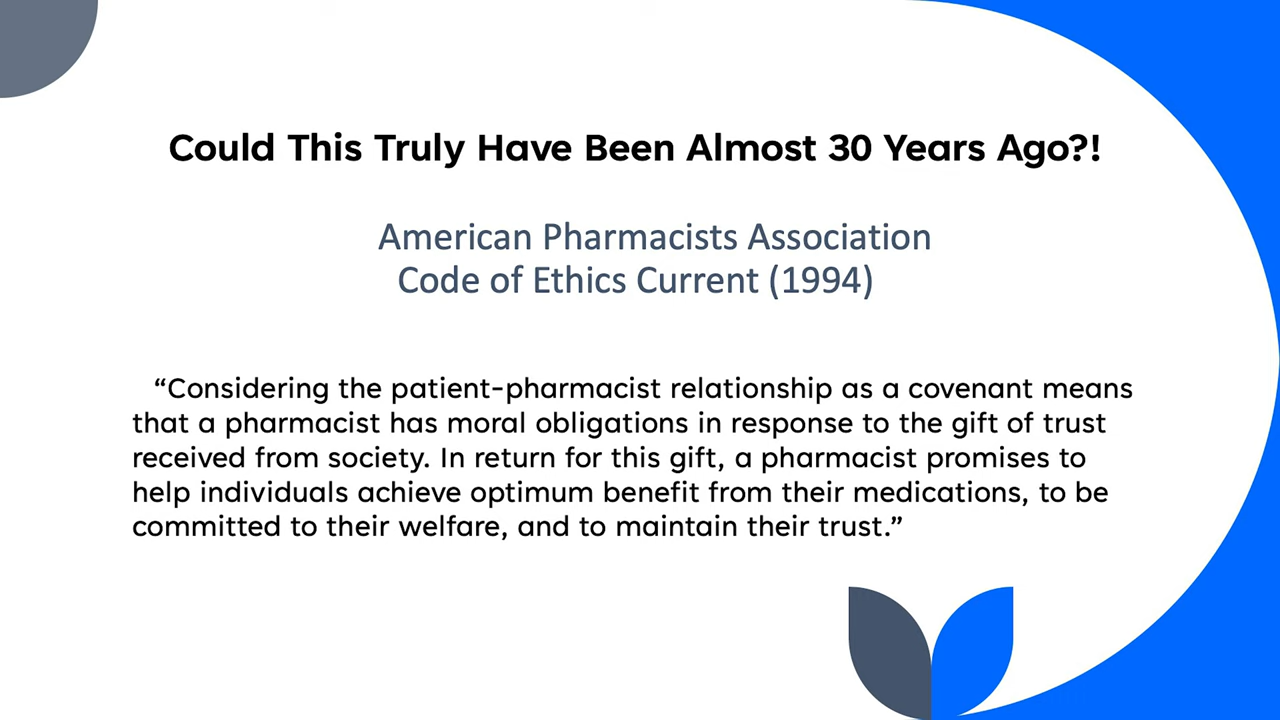 Could This Truly Have Been Almost 30 Years Ago?!
American Pharmacists Association
Code of Ethics Current (1994)
“Considering the patient-pharmacist relationship as a covenant means
that a pharmacist has moral obligations in response to the gift of trust
received from society. In return for this gift, a pharmacist promises to
help individuals achieve optimum benefit from their medications, to be
committed to their welfare, and to maintain their trust.”